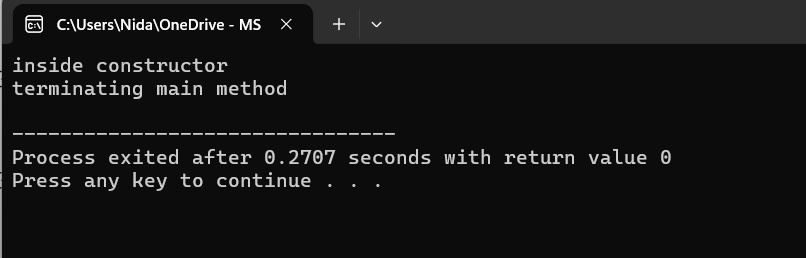 C:\Users\Nida\OneDrive - MS
inside constructor
terminating main method
--------------------------------
Process exited after 0.2707 seconds with return value 0
Press any key to continue . . .